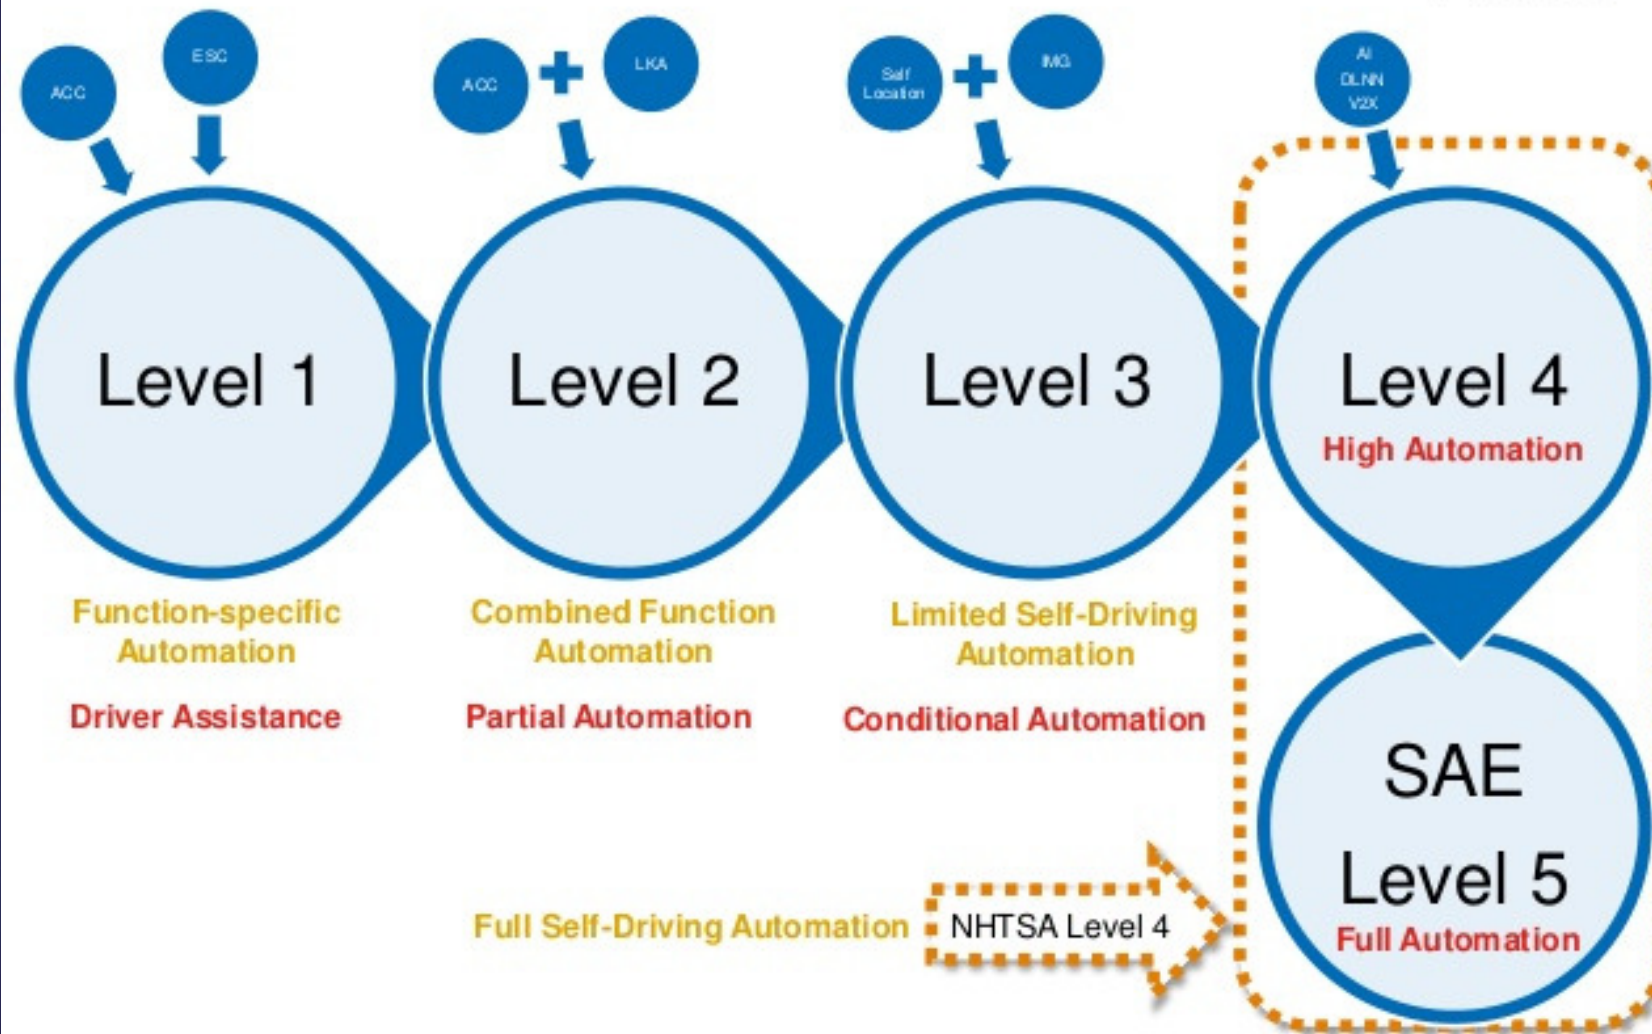 ACC
ESC
ACC
LKA
Self
Location
IMG
AI
DLNN
V2X
Level 1
Level 2
Level 3
Level 4
High Automation
Function-specific
Automation
Combined Function
Automation
Limited Self-Driving
Automation
Driver Assistance
Partial Automation
Conditional Automation
SAE
Level 5
Full Automation
Full Self-Driving Automation
NHTSA Level 4